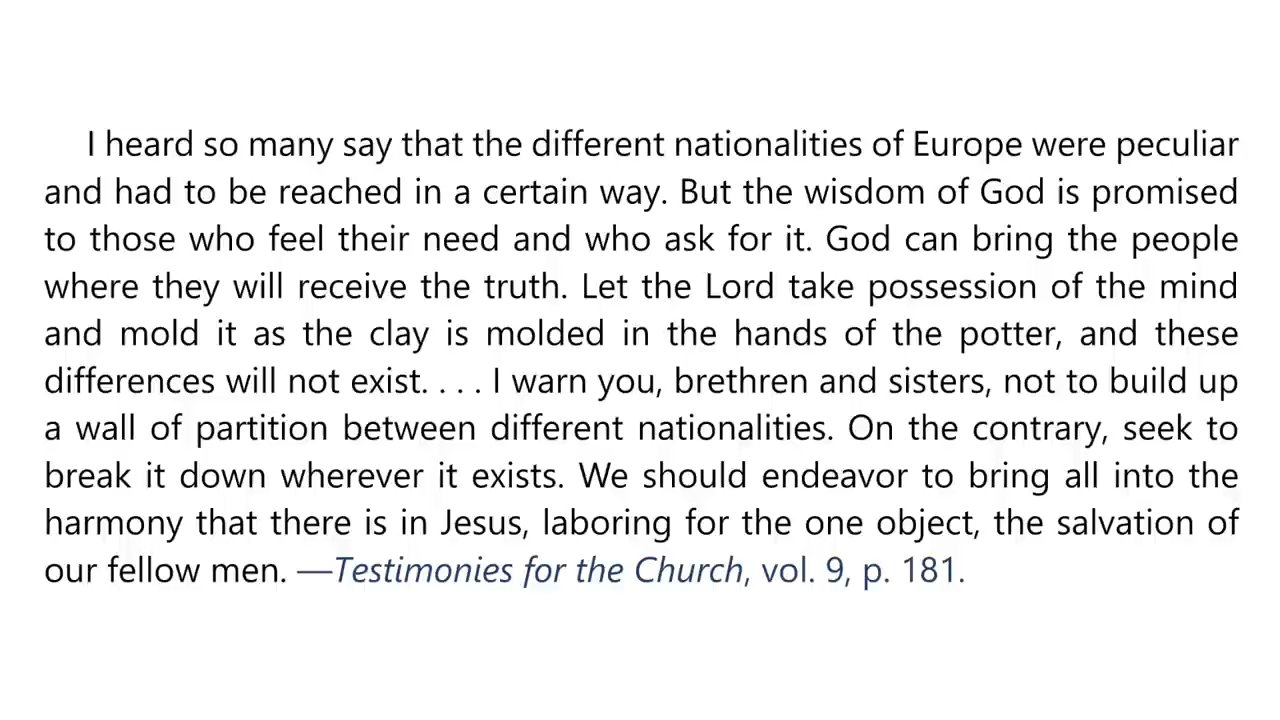 I heard so many say that the different nationalities of Europe were peculiar
and had to be reached in a certain way. But the wisdom of God is promised
to those who feel their need and who ask for it. God can bring the people
where they will receive the truth. Let the Lord take possession of the mind
and mold it as the clay is molded in the hands of the potter, and these
differences will not exist. . . . I warn you, brethren and sisters, not to build up
a wall of partition between different nationalities. On the contrary, seek to
break it down wherever it exists. We should endeavor to bring all into the
harmony that there is in Jesus, laboring for the one object, the salvation of
our fellow men. —Testimonies for the Church, vol. 9, p. 181.